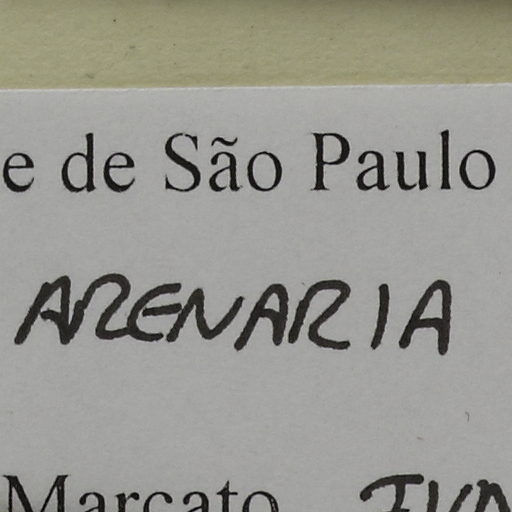 e de São Paulo
ARENARIA
Marcato